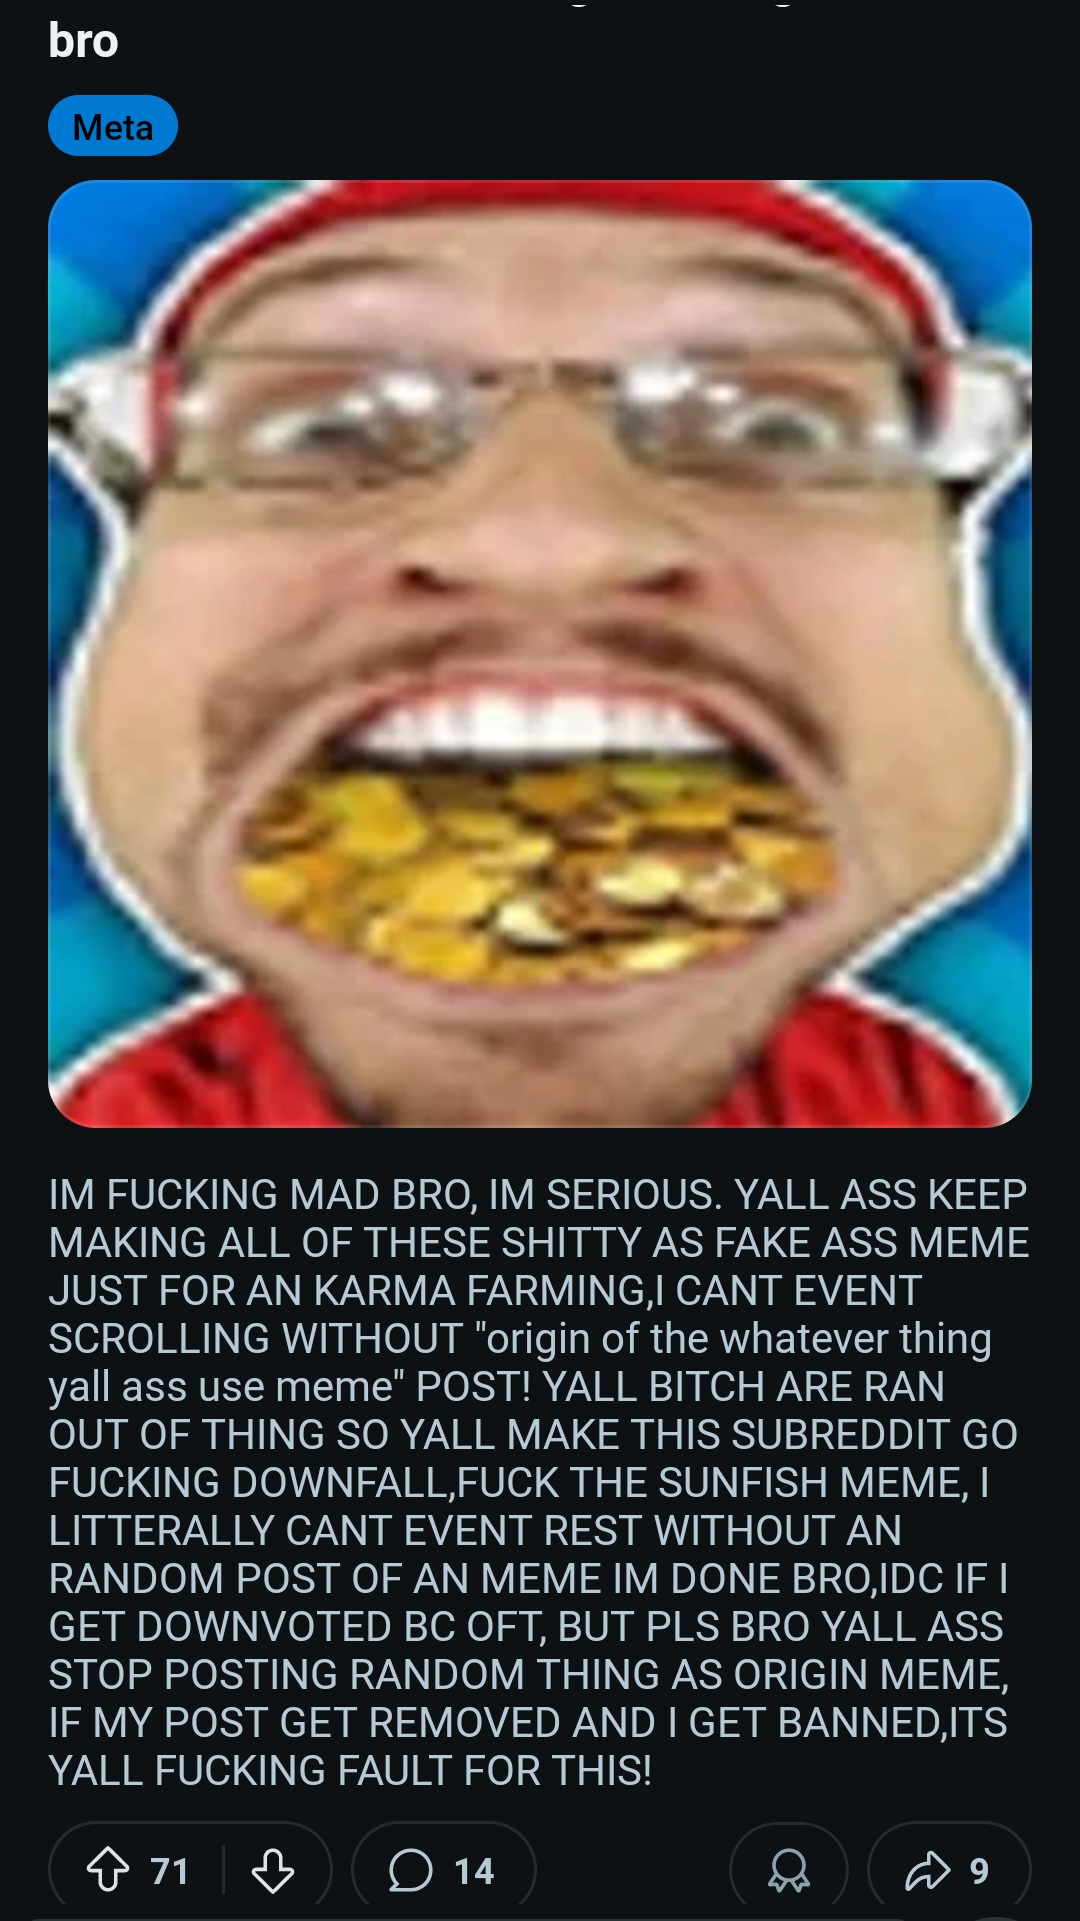 bro
Meta
IM FUCKING MAD BRO, IM SERIOUS. YALL ASS KEEP
MAKING ALL OF THESE SHITTY AS FAKE ASS MEME
JUST FOR AN KARMA FARMING,I CANT EVENT
SCROLLING WITHOUT "origin of the whatever thing
yall ass use meme" POST! YALL BITCH ARE RAN
OUT OF THING SO YALL MAKE THIS SUBREDDIT GO
FUCKING DOWNFALL,FUCK THE SUNFISH MEME, I
LITTERALLY CANT EVENT REST WITHOUT AN
RANDOM POST OF AN MEME IM DONE BRO,IDC IF I
GET DOWNVOTED BC OFT, BUT PLS BRO YALL ASS
STOP POSTING RANDOM THING AS ORIGIN MEME,
IF MY POST GET REMOVED AND I GET BANNED,ITS
YALL FUCKING FAULT FOR THIS!
71 14 9